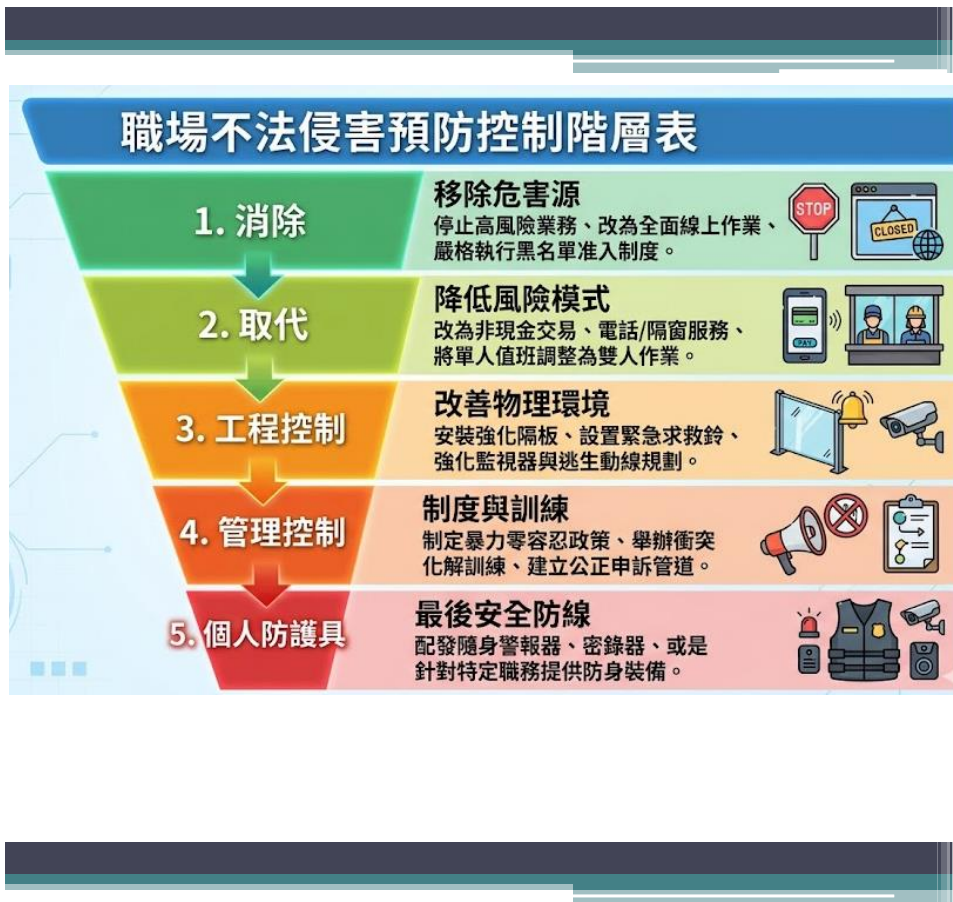 職場不法侵害預防控制階層表
1. 消除
移除危害源
停止高風險業務、改為全面線上作業、
嚴格執行黑名單准入制度。
STOP
CLOSED
2. 取代
降低風險模式
改為非現金交易、電話/隔窗服務、
將單人值班調整為雙人作業。
PAY
3. 工程控制
改善物理環境
安裝強化隔板、設置緊急求救鈴、
強化監視器與逃生動線規劃。
4. 管理控制
制度與訓練
制定暴力零容忍政策、舉辦衝突
化解訓練、建立公正申訴管道。
5. 個人防護具
最後安全防線
配發隨身警報器、密錄器、或是
針對特定職務提供防身裝備。